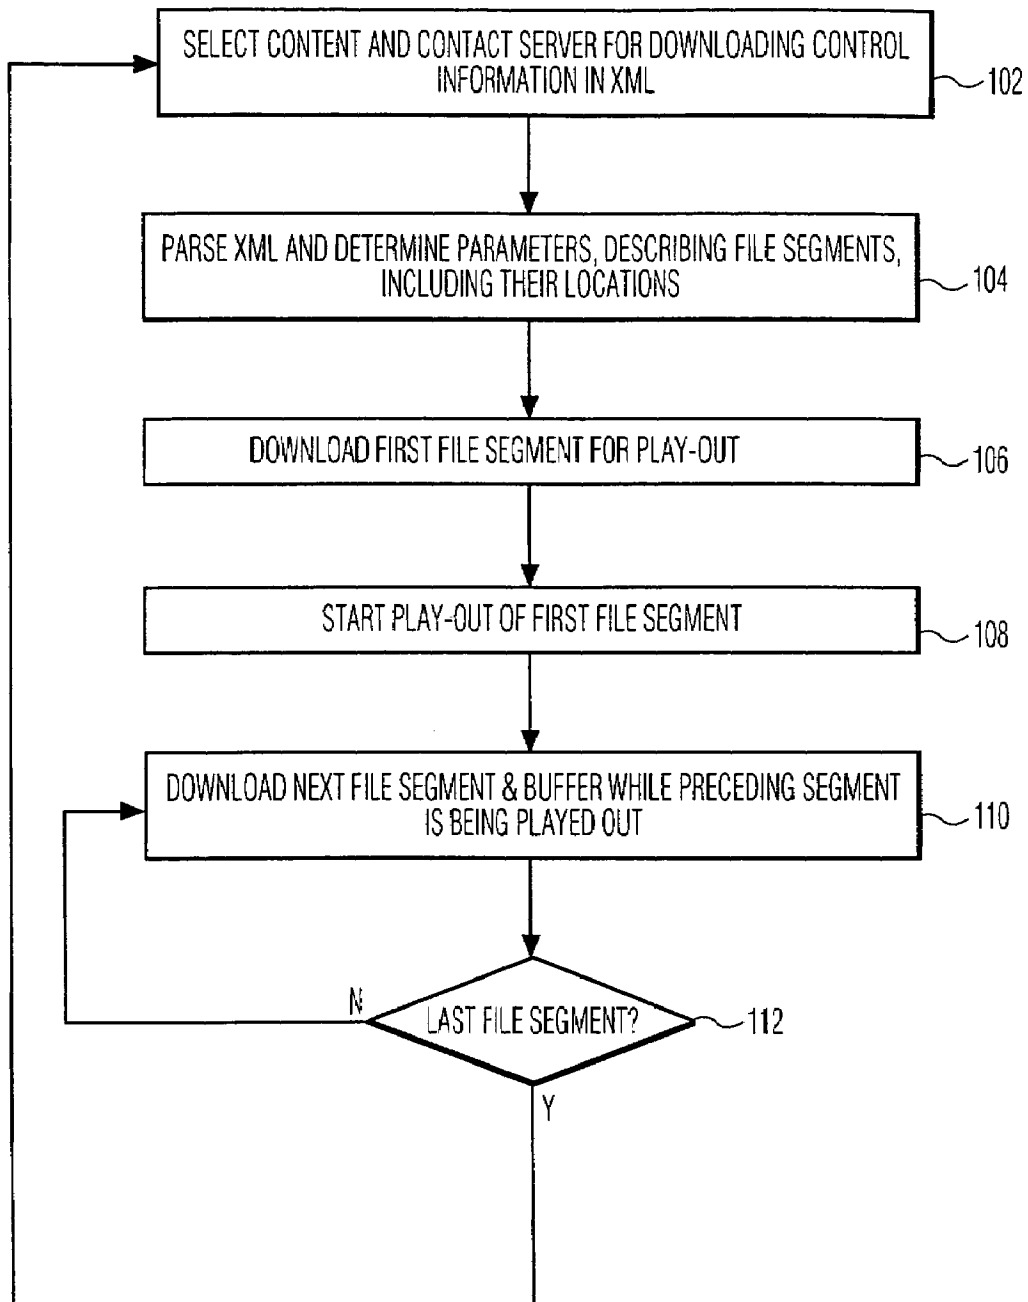 SELECT CONTENT AND CONTACT SERVER FOR DOWNLOADING CONTROL
INFORMATION IN XML
102
PARSE XML AND DETERMINE PARAMETERS, DESCRIBING FILE SEGMENTS,
INCLUDING THEIR LOCATIONS
104
DOWNLOAD FIRST FILE SEGMENT FOR PLAY-OUT
106
START PLAY-OUT OF FIRST FILE SEGMENT
108
DOWNLOAD NEXT FILE SEGMENT & BUFFER WHILE PRECEDING SEGMENT
IS BEING PLAYED OUT
110
N
LAST FILE SEGMENT?
112
Y